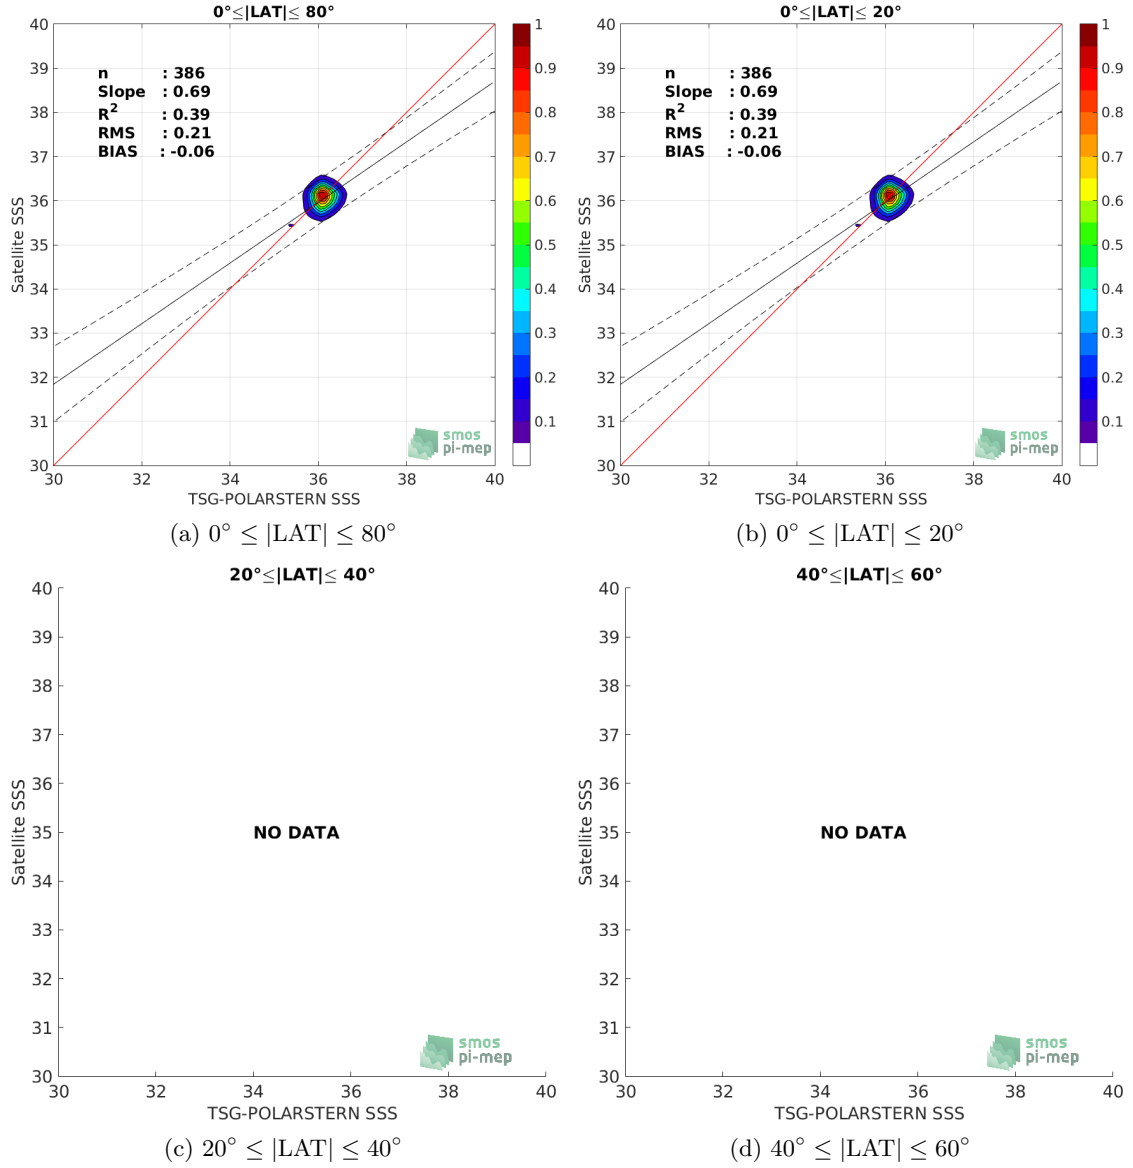 0°≤|LAT|≤ 80°
40
39
38
37
36
35
34
33
32
31
30
30
32
34
36
38
40
n : 386
Slope : 0.69
R² : 0.39
RMS : 0.21
BIAS : -0.06
1
0.9
0.8
0.7
0.6
0.5
0.4
0.3
0.2
0.1
Satellite SSS
TSG-POLARSTERN SSS
smos
pi-mep
(a) 0° ≤ |LAT| ≤ 80°
0°≤|LAT|≤ 20°
40
39
38
37
36
35
34
33
32
31
30
30
32
34
36
38
40
n : 386
Slope : 0.69
R² : 0.39
RMS : 0.21
BIAS : -0.06
1
0.9
0.8
0.7
0.6
0.5
0.4
0.3
0.2
0.1
Satellite SSS
TSG-POLARSTERN SSS
smos
pi-mep
(b) 0° ≤ |LAT| ≤ 20°
20°≤|LAT|≤ 40°
40
39
38
37
36
35
34
33
32
31
30
30
32
34
36
38
40
NO DATA
Satellite SSS
TSG-POLARSTERN SSS
smos
pi-mep
(c) 20° ≤ |LAT| ≤ 40°
40°≤|LAT|≤ 60°
40
39
38
37
36
35
34
33
32
31
30
30
32
34
36
38
40
NO DATA
Satellite SSS
TSG-POLARSTERN SSS
smos
pi-mep
(d) 40° ≤ |LAT| ≤ 60°